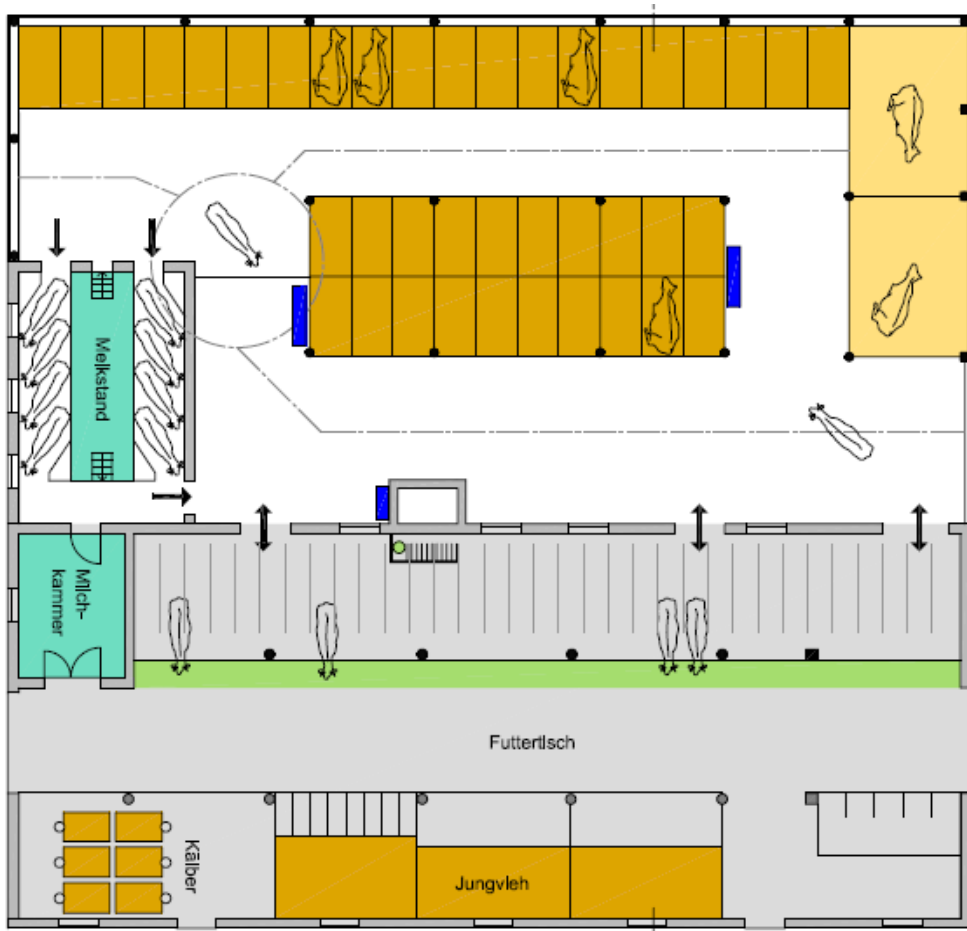 Melkstand
Milch-
kammer
Futtertisch
Kälber
Jungvieh